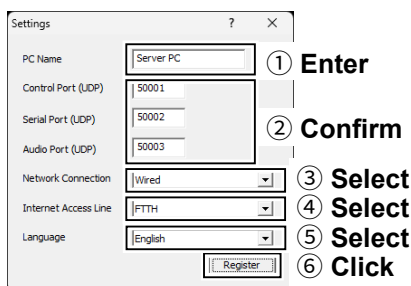 Settings ? ×
PC Name Server PC ① Enter
Control Port (UDP) 50001
Serial Port (UDP) 50002 ② Confirm
Audio Port (UDP) 50003
Network Connection Wired ③ Select
Internet Access Line FTTH ④ Select
Language English ⑤ Select
Register ⑥ Click